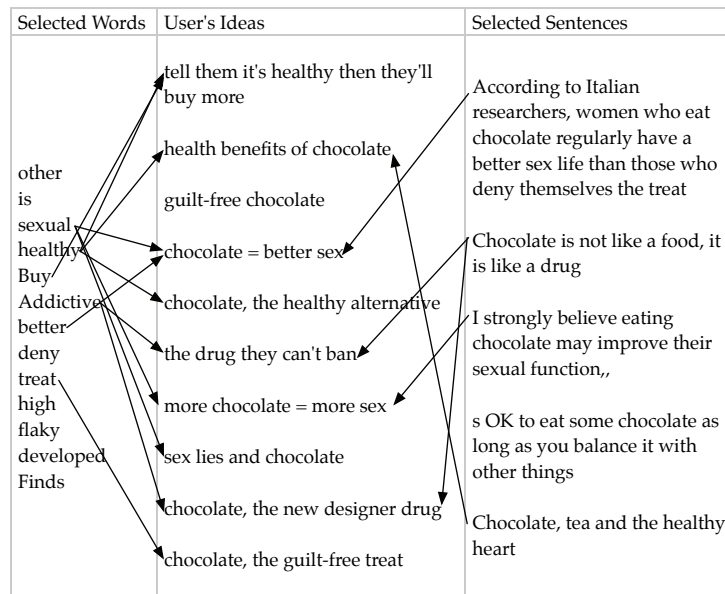 Selected Words
User's Ideas
Selected Sentences
other
is
sexual
healthy
Buy
Addictive
better
deny
treat
high
flaky
developed
Finds
tell them it's healthy then they'll
buy more
health benefits of chocolate
guilt-free chocolate
chocolate = better sex
chocolate, the healthy alternative
the drug they can't ban
more chocolate = more sex
sex lies and chocolate
chocolate, the new designer drug
chocolate, the guilt-free treat
According to Italian
researchers, women who eat
chocolate regularly have a
better sex life than those who
deny themselves the treat
Chocolate is not like a food, it
is like a drug
I strongly believe eating
chocolate may improve their
sexual function,,
s OK to eat some chocolate as
long as you balance it with
other things
Chocolate, tea and the healthy
heart